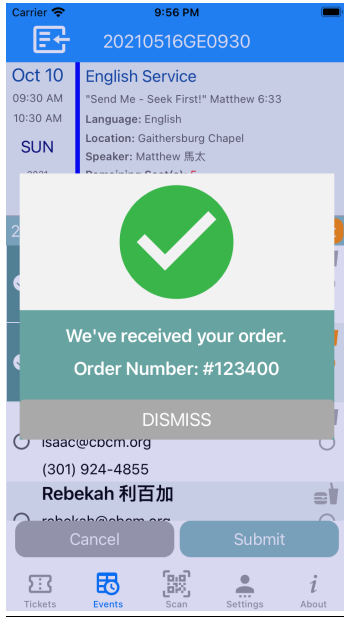 Carrier 9:56 PM
20210516GE0930
Oct 10
09:30 AM
10:30 AM
SUN
English Service
"Send Me - Seek First!" Matthew 6:33
Language: English
Location: Gaithersburg Chapel
Speaker: Matthew 馬太
We've received your order.
Order Number: #123400
DISMISS
isaac@cbcm.org
(301) 924-4855
Rebekah 利百加
rebekah@cbcm.org
Cancel Submit
Tickets Events Scan Settings About